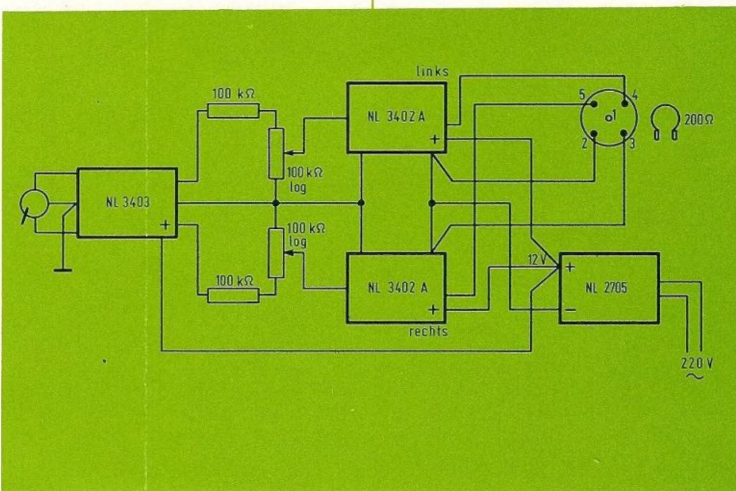 links
100 kΩ
NL 3402 A
+
5
4
1
2
3
200Ω
100 kΩ
log
NL 3403
+
100 kΩ
log
100 kΩ
NL 3402 A
+
rechts
12 V
+
NL 2705
–
220 V
~